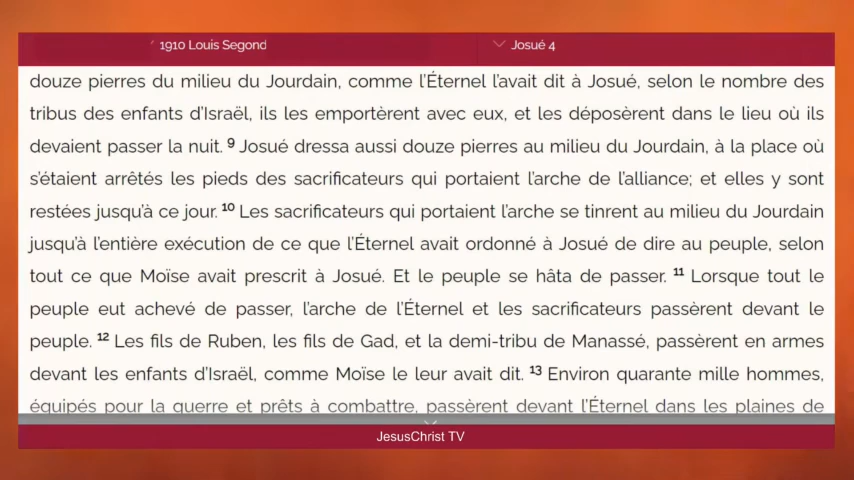 1910 Louis Segond
Josué 4
douze pierres du milieu du Jourdain, comme l’Éternel l’avait dit à Josué, selon le nombre des
tribus des enfants d’Israël, ils les emportèrent avec eux, et les déposèrent dans le lieu où ils
devaient passer la nuit. 9 Josué dressa aussi douze pierres au milieu du Jourdain, à la place où
s’étaient arrêtés les pieds des sacrificateurs qui portaient l’arche de l’alliance; et elles y sont
restées jusqu’à ce jour. 10 Les sacrificateurs qui portaient l’arche se tinrent au milieu du Jourdain
jusqu’à l’entière exécution de ce que l’Éternel avait ordonné à Josué de dire au peuple, selon
tout ce que Moïse avait prescrit à Josué. Et le peuple se hâta de passer. 11 Lorsque tout le
peuple eut achevé de passer, l’arche de l’Éternel et les sacrificateurs passèrent devant le
peuple. 12 Les fils de Ruben, les fils de Gad, et la demi-tribu de Manassé, passèrent en armes
devant les enfants d’Israël, comme Moïse le leur avait dit. 13 Environ quarante mille hommes,
équipés pour la guerre et prêts à combattre, passèrent devant l’Éternel dans les plaines de
JesusChrist TV